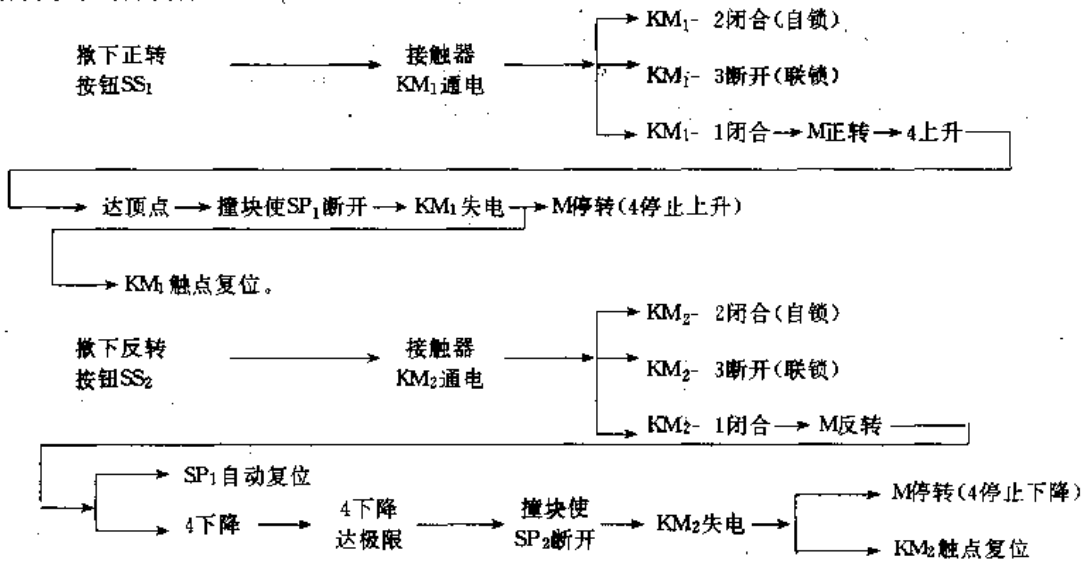 KM₁- 2闭合(自锁)
揿下正转
按钮SS₁
接触器
KM₁通电
KM₁- 3断开(联锁)
KM₁- 1闭合→M正转→4上升
达顶点→撞块使SP₁断开→KM₁失电→M停转(4停止上升)
KM₁触点复位。
KM₂- 2闭合(自锁)
揿下反转
按钮SS₂
接触器
KM₂通电
KM₂- 3断开(联锁)
KM₂- 1闭合→M反转
SP₁自动复位
4下降
4下降
达极限
撞块使
SP₂断开
KM₂失电
M停转(4停止下降)
KM₂触点复位